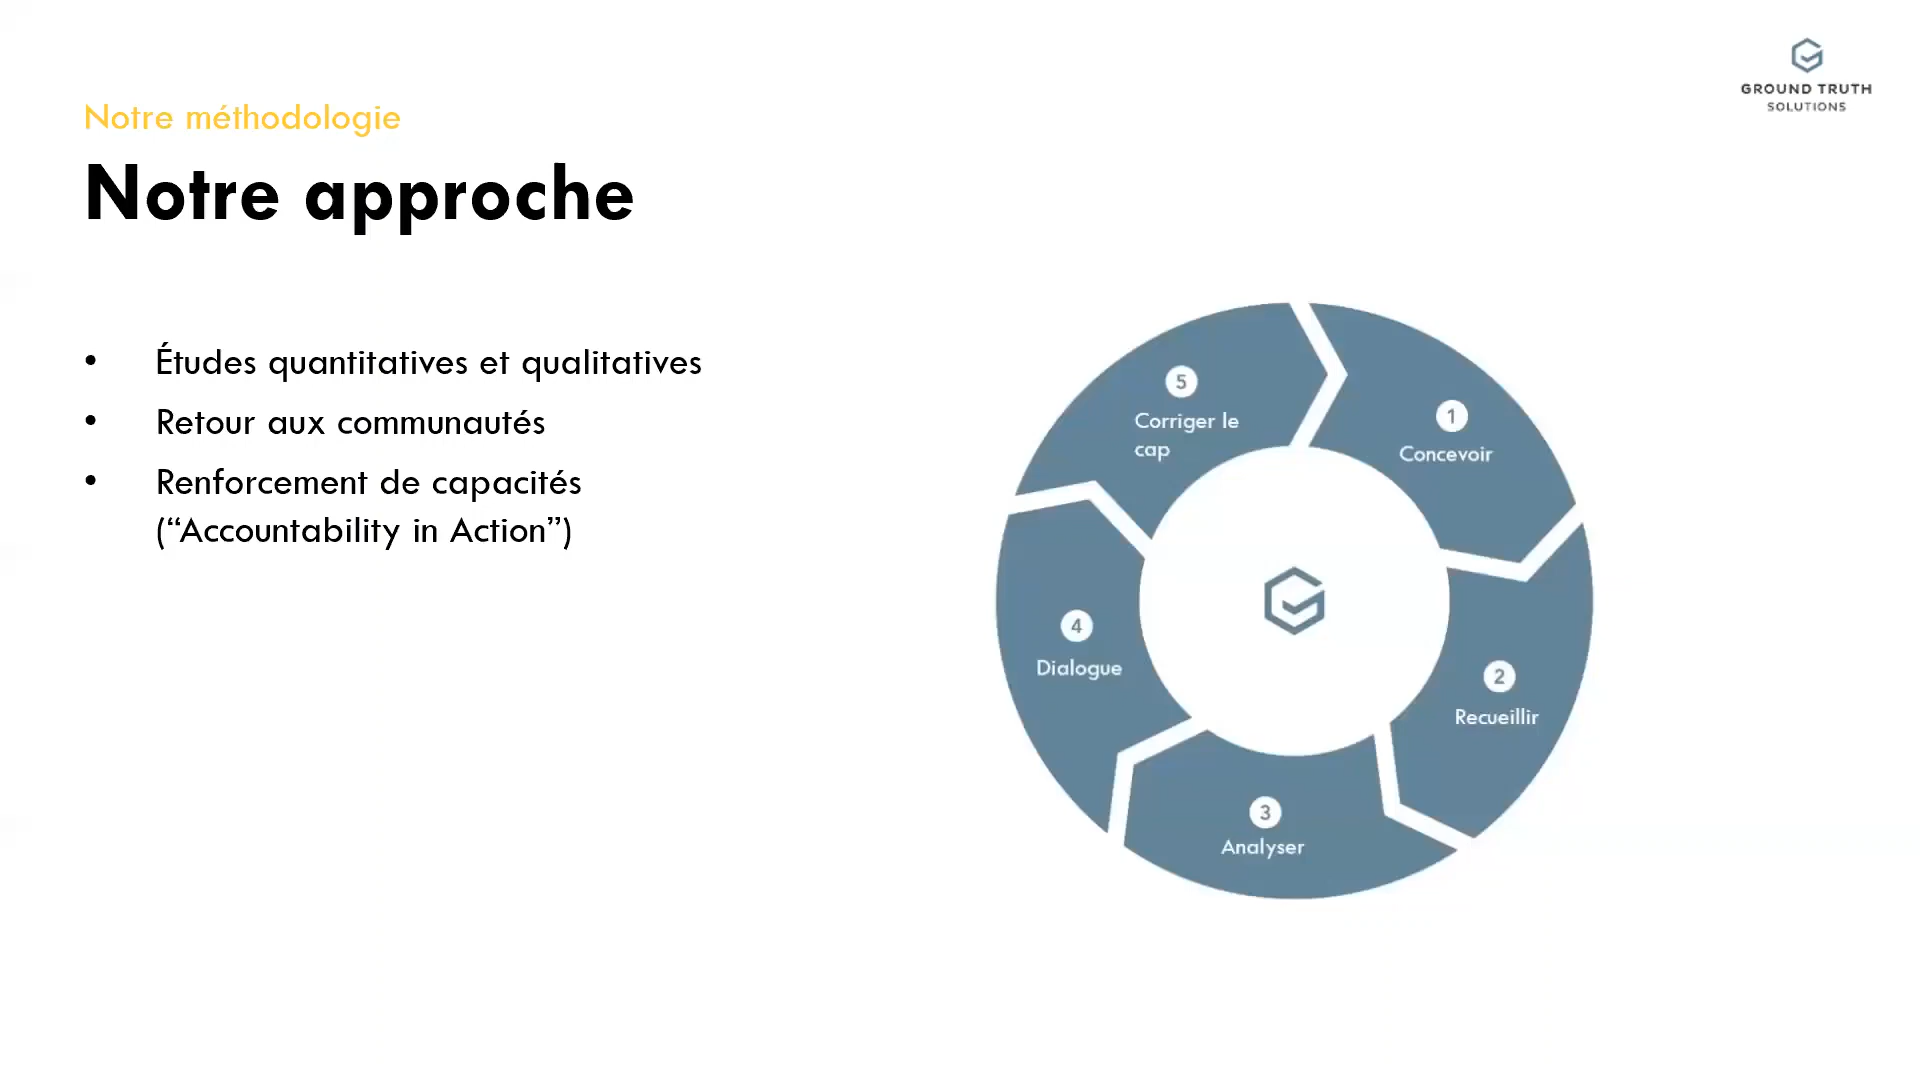 GROUND TRUTH
SOLUTIONS
Notre méthodologie
Notre approche
• Études quantitatives et qualitatives
• Retour aux communautés
• Renforcement de capacités
(“Accountability in Action”)
1
Concevoir
2
Recueillir
3
Analyser
4
Dialogue
5
Corriger le
cap